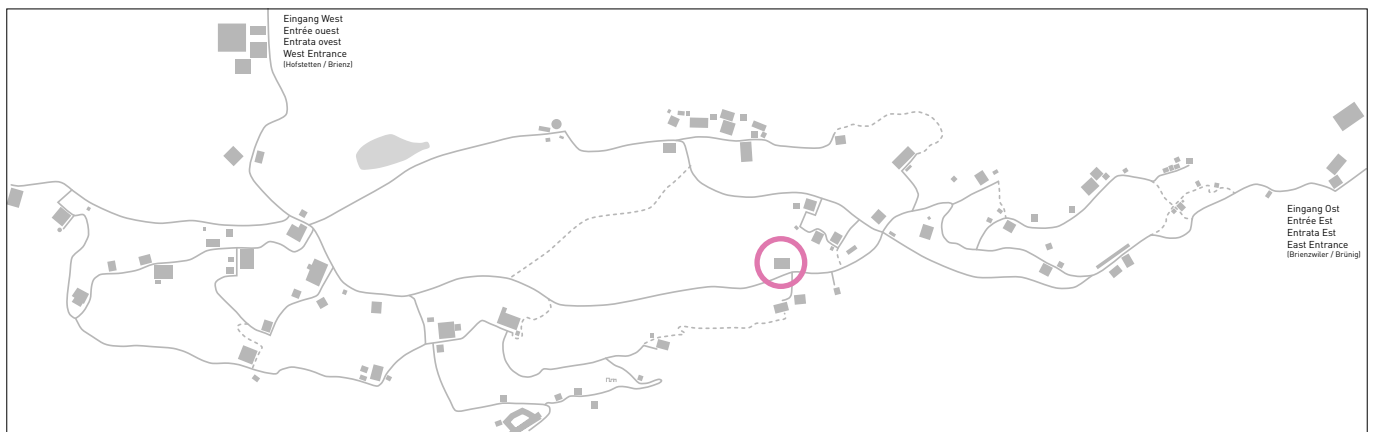 Eingang West
Entrée ouest
Entrata ovest
West Entrance
(Hofstetten / Brienz)
Eingang Ost
Entrée Est
Entrata Est
East Entrance
(Brienzwiler / Brünig)